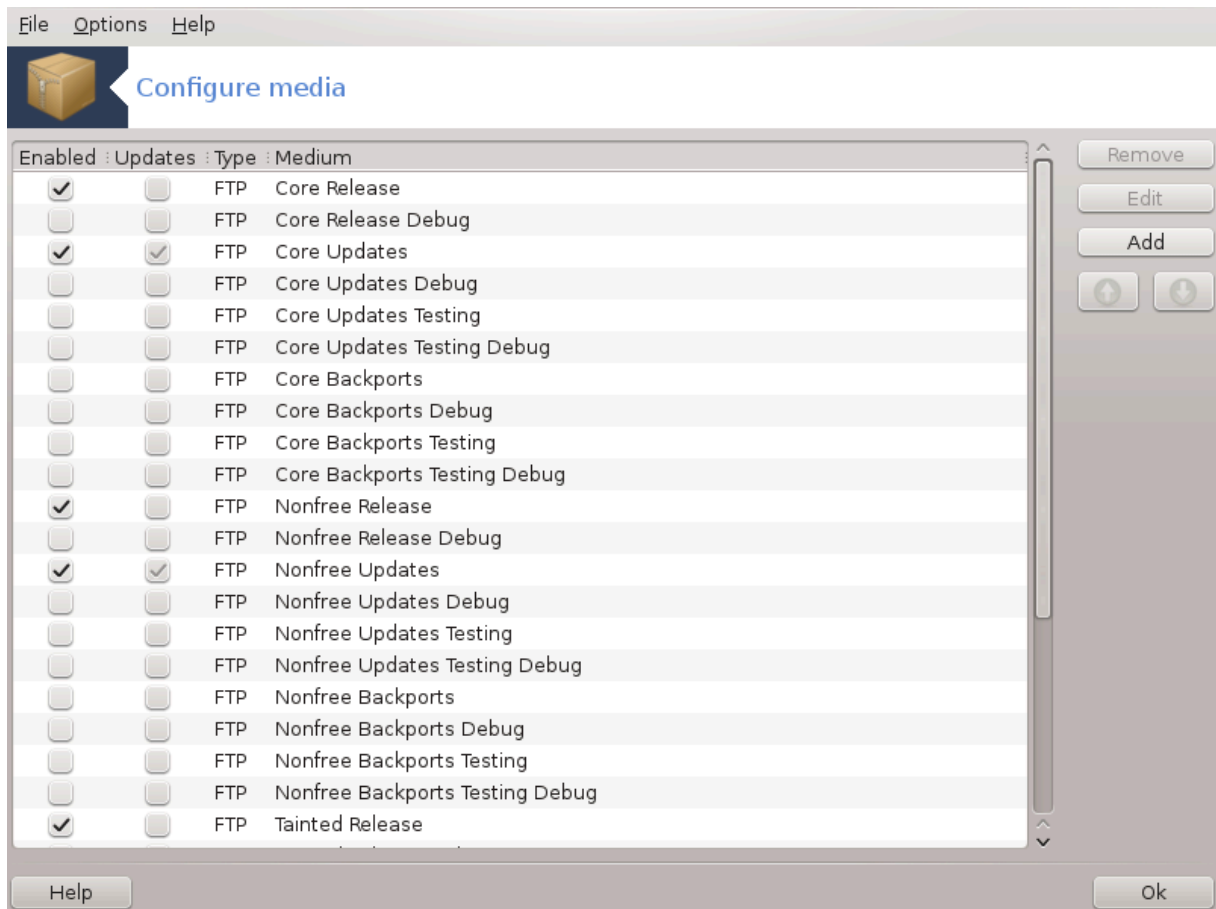 File Options Help
Configure media
Enabled Updates Type Medium
FTP Core Release
FTP Core Release Debug
FTP Core Updates
FTP Core Updates Debug
FTP Core Updates Testing
FTP Core Updates Testing Debug
FTP Core Backports
FTP Core Backports Debug
FTP Core Backports Testing
FTP Core Backports Testing Debug
FTP Nonfree Release
FTP Nonfree Release Debug
FTP Nonfree Updates
FTP Nonfree Updates Debug
FTP Nonfree Updates Testing
FTP Nonfree Updates Testing Debug
FTP Nonfree Backports
FTP Nonfree Backports Debug
FTP Nonfree Backports Testing
FTP Nonfree Backports Testing Debug
FTP Tainted Release
Remove
Edit
Add
Help
Ok